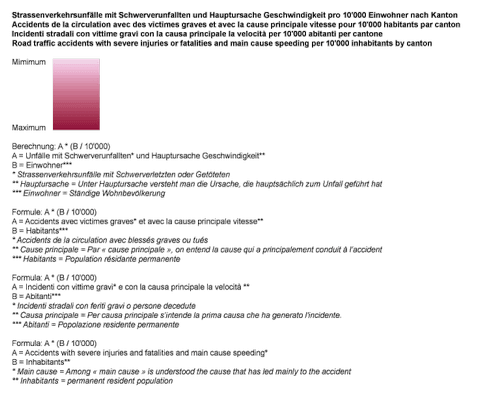 Strassenverkehrsunfälle mit Schwerverunfallten und Hauptursache Geschwindigkeit pro 10'000 Einwohner nach Kanton
Accidents de la circulation avec des victimes graves et avec la cause principale vitesse pour 10'000 habitants par canton
Incidenti stradali con vittime gravi con la causa principale la velocità per 10'000 abitanti per cantone
Road traffic accidents with severe injuries or fatalities and main cause speeding per 10'000 inhabitants by canton
Mimimum
Maximum
Berechnung: A * (B / 10'000)
A = Unfälle mit Schwerverunfallten* und Hauptursache Geschwindigkeit**
B = Einwohner***
* Strassenverkehrsunfälle mit Schwerverletzten oder Getöteten
** Hauptursache = Unter Hauptursache versteht man die Ursache, die hauptsächlich zum Unfall geführt hat
*** Einwohner = Ständige Wohnbevölkerung
Formule: A * (B / 10'000)
A = Accidents avec victimes graves* et avec la cause principale vitesse**
B = Habitants***
* Accidents de la circulation avec blessés graves ou tués
** Cause principale = Par « cause principale », on entend la cause qui a principalement conduit à l'accident
*** Habitants = Population résidante permanente
Formula: A * (B / 10'000)
A = Incidenti con vittime gravi* e con la causa principale la velocità **
B = Abitanti***
* Incidenti stradali con feriti gravi o persone decedute
** Causa principale = Per causa principale s'intende la prima causa che ha generato l'incidente.
*** Abitanti = Popolazione residente permanente
Formula: A * (B / 10'000)
A = Accidents with severe injuries and fatalities and main cause speeding*
B = Inhabitants**
* Main cause = Among « main cause » is understood the cause that has led mainly to the accident
** Inhabitants = permanent resident population